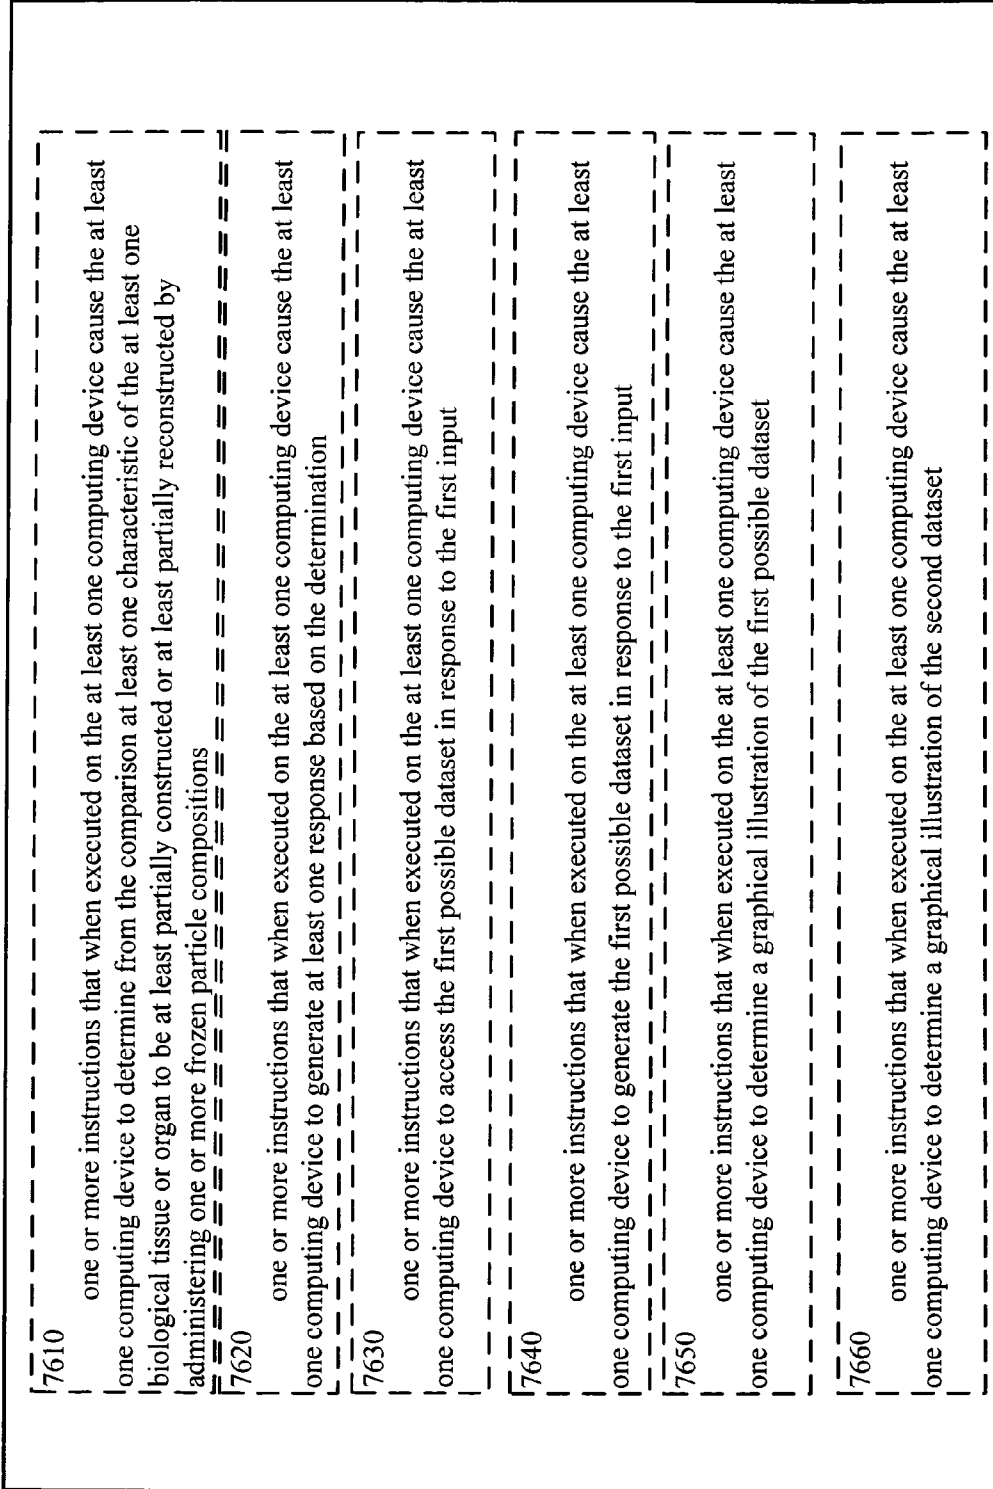 7610
one or more instructions that when executed on the at least one computing device cause the at least
one computing device to determine from the comparison at least one characteristic of the at least one
biological tissue or organ to be at least partially constructed or at least partially reconstructed by
administering one or more frozen particle compositions
7620
one or more instructions that when executed on the at least one computing device cause the at least
one computing device to generate at least one response based on the determination
7630
one or more instructions that when executed on the at least one computing device cause the at least
one computing device to access the first possible dataset in response to the first input
7640
one or more instructions that when executed on the at least one computing device cause the at least
one computing device to generate the first possible dataset in response to the first input
7650
one or more instructions that when executed on the at least one computing device cause the at least
one computing device to determine a graphical illustration of the first possible dataset
7660
one or more instructions that when executed on the at least one computing device cause the at least
one computing device to determine a graphical illustration of the second dataset